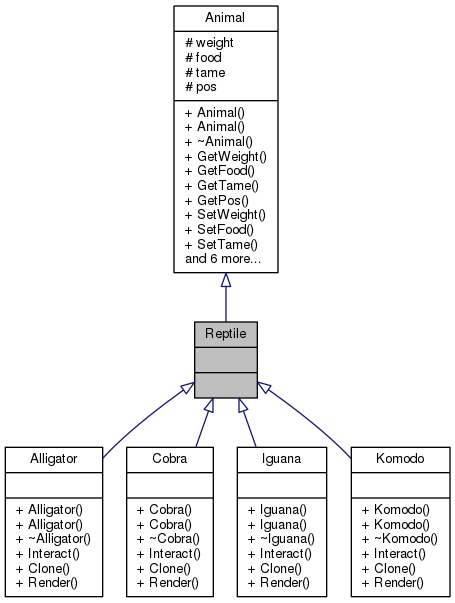 Animal
# weight
# food
# tame
# pos
+ Animal()
+ Animal()
+ ~Animal()
+ GetWeight()
+ GetFood()
+ GetTame()
+ GetPos()
+ SetWeight()
+ SetFood()
+ SetTame()
and 6 more...
Reptile
Alligator
+ Alligator()
+ Alligator()
+ ~Alligator()
+ Interact()
+ Clone()
+ Render()
Cobra
+ Cobra()
+ Cobra()
+ ~Cobra()
+ Interact()
+ Clone()
+ Render()
Iguana
+ Iguana()
+ Iguana()
+ ~Iguana()
+ Interact()
+ Clone()
+ Render()
Komodo
+ Komodo()
+ Komodo()
+ ~Komodo()
+ Interact()
+ Clone()
+ Render()